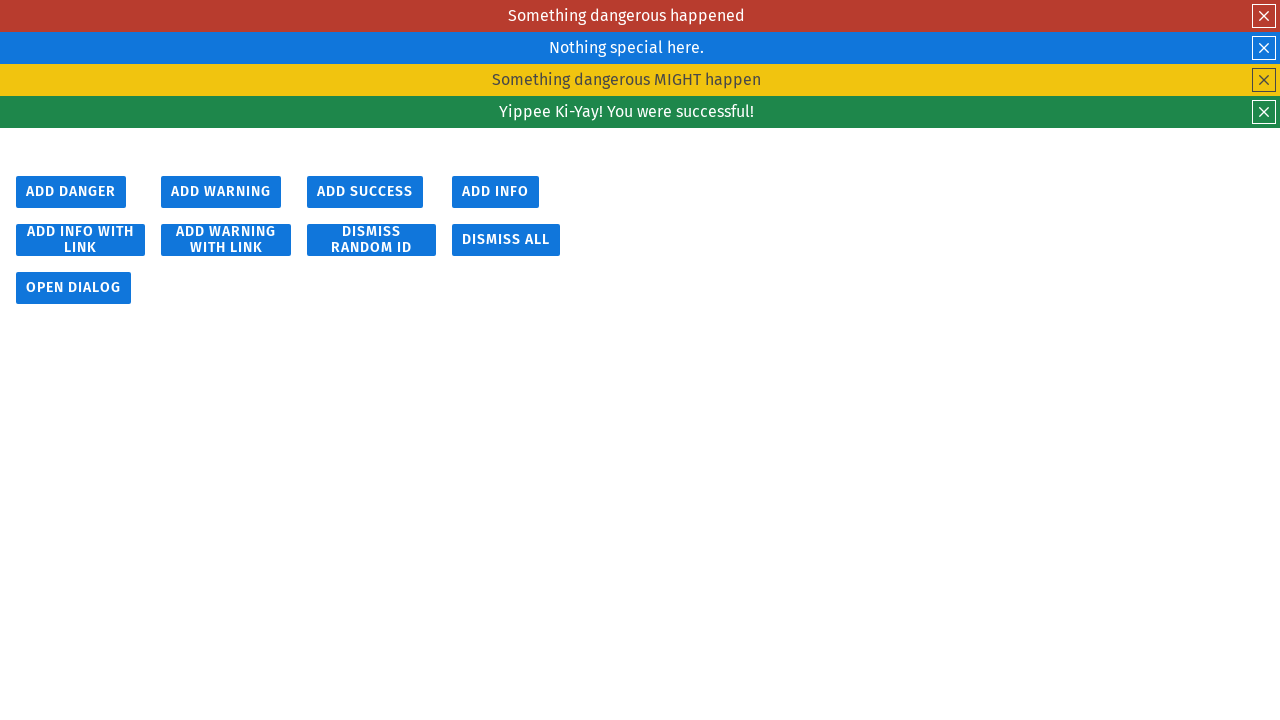 Something dangerous happened
Nothing special here.
Something dangerous MIGHT happen
Yippee Ki-Yay! You were successful!
ADD DANGER
ADD WARNING
ADD SUCCESS
ADD INFO
ADD INFO WITH
LINK
ADD WARNING
WITH LINK
DISMISS
RANDOM ID
DISMISS ALL
OPEN DIALOG